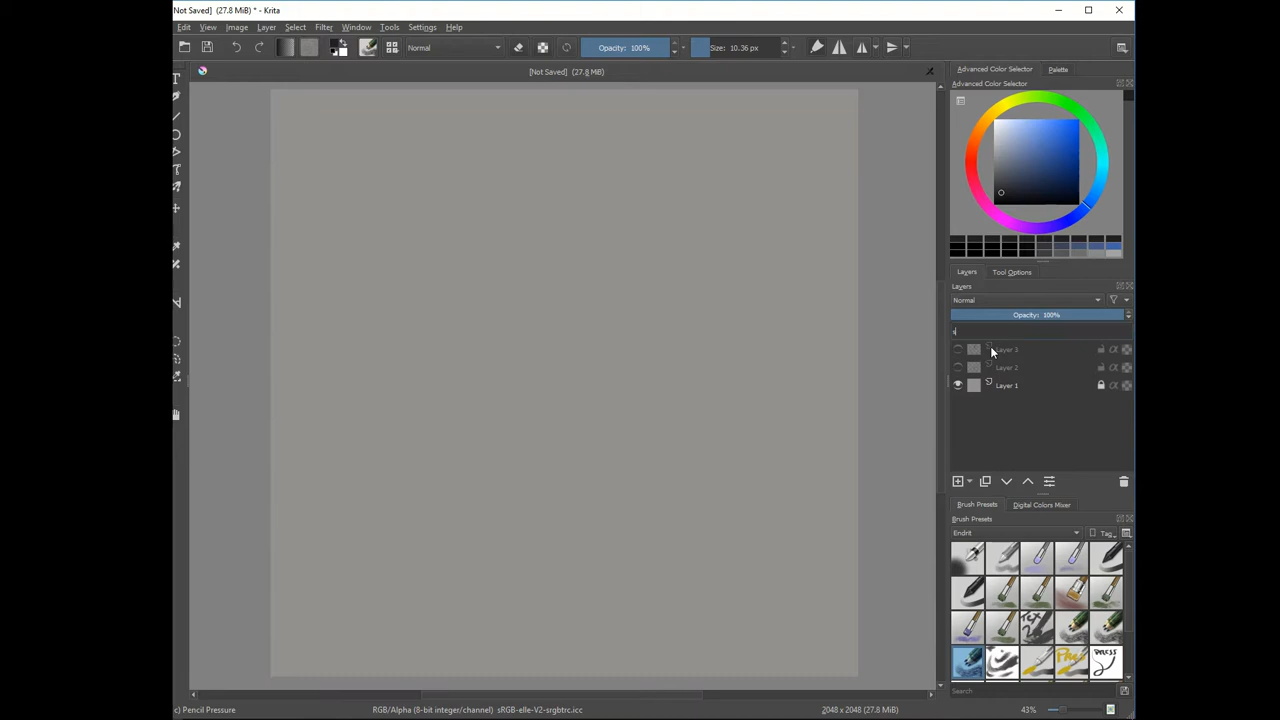 Not Saved] (27.8 MiB) * - Krita
Edit View Image Layer Select Filter Window Tools Settings Help
Normal
Opacity: 100%
Size: 10.36 px
[Not Saved] (27.8 MiB)
Advanced Color Selector
Palette
Advanced Color Selector
Layers
Tool Options
Layers
Normal
Opacity: 100%
s
Layer 3
Layer 2
Layer 1
Brush Presets
Digital Colors Mixer
Brush Presets
Endrit
Tag
Search
c) Pencil Pressure
RGB/Alpha (8-bit integer/channel) sRGB-elle-V2-srgbtrc.icc
2048 x 2048 (27.8 MiB)
43%